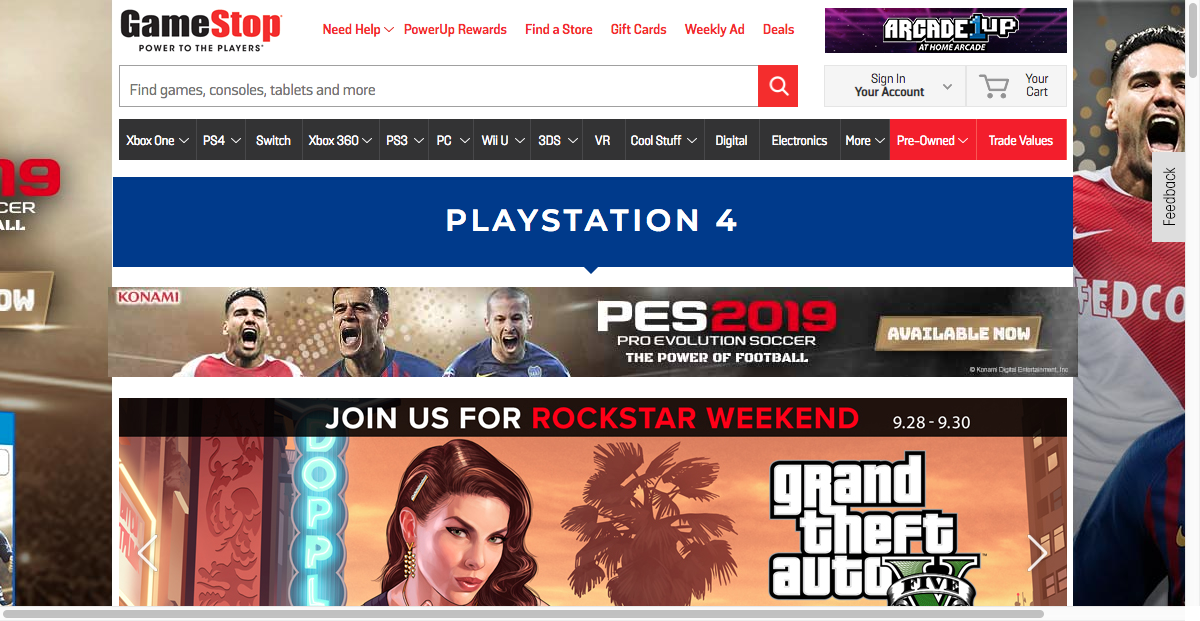 GameStop
POWER TO THE PLAYERS
Need Help
PowerUp Rewards
Find a Store
Gift Cards
Weekly Ad
Deals
ARCADE1UP
AT HOME ARCADE
Find games, consoles, tablets and more
Sign In
Your Account
Your
Cart
Xbox One
PS4
Switch
Xbox 360
PS3
PC
Wii U
3DS
VR
Cool Stuff
Digital
Electronics
More
Pre-Owned
Trade Values
Feedback
PLAYSTATION 4
KONAMI
PES2019
PRO EVOLUTION SOCCER
THE POWER OF FOOTBALL
AVAILABLE NOW
© Konami Digital Entertainment, Inc
19
CER
ALL
OW
FEDCO
JOIN US FOR ROCKSTAR WEEKEND
9.28 - 9.30
DOPPL
grand
theft
auto
V
FIVE